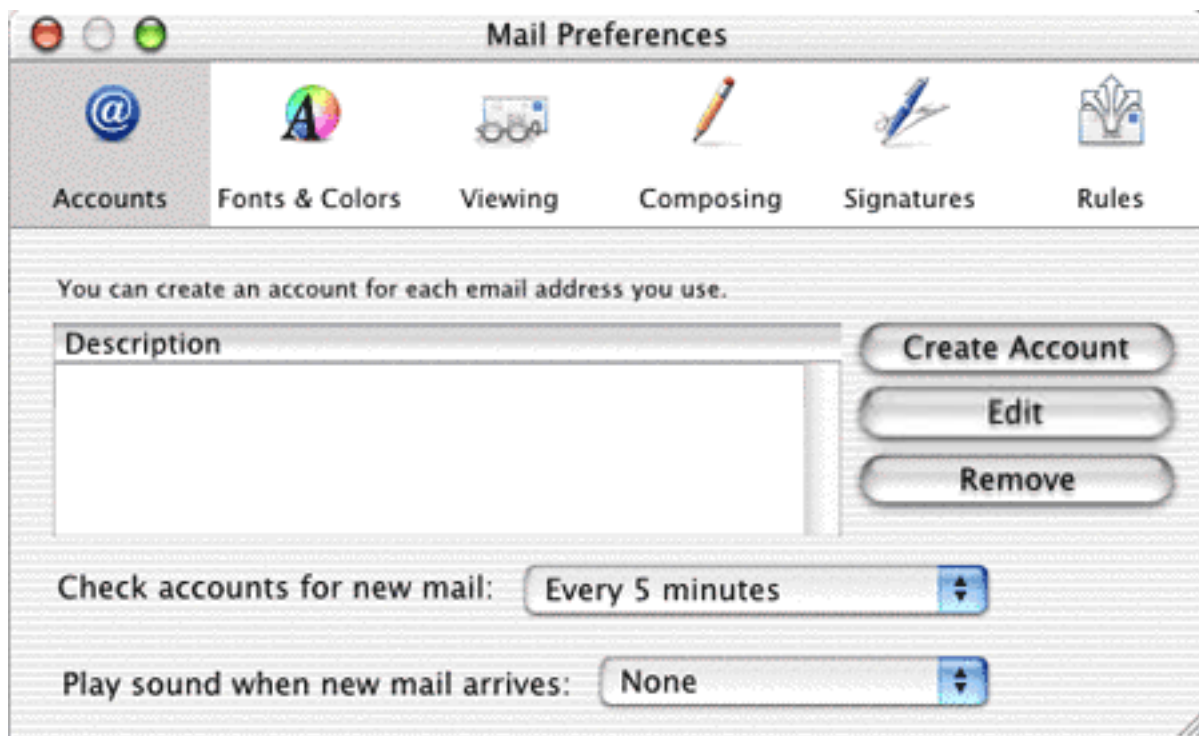 Mail Preferences
@
A
Accounts
Fonts & Colors
Viewing
Composing
Signatures
Rules
You can create an account for each email address you use.
Description
Create Account
Edit
Remove
Check accounts for new mail: Every 5 minutes
Play sound when new mail arrives: None